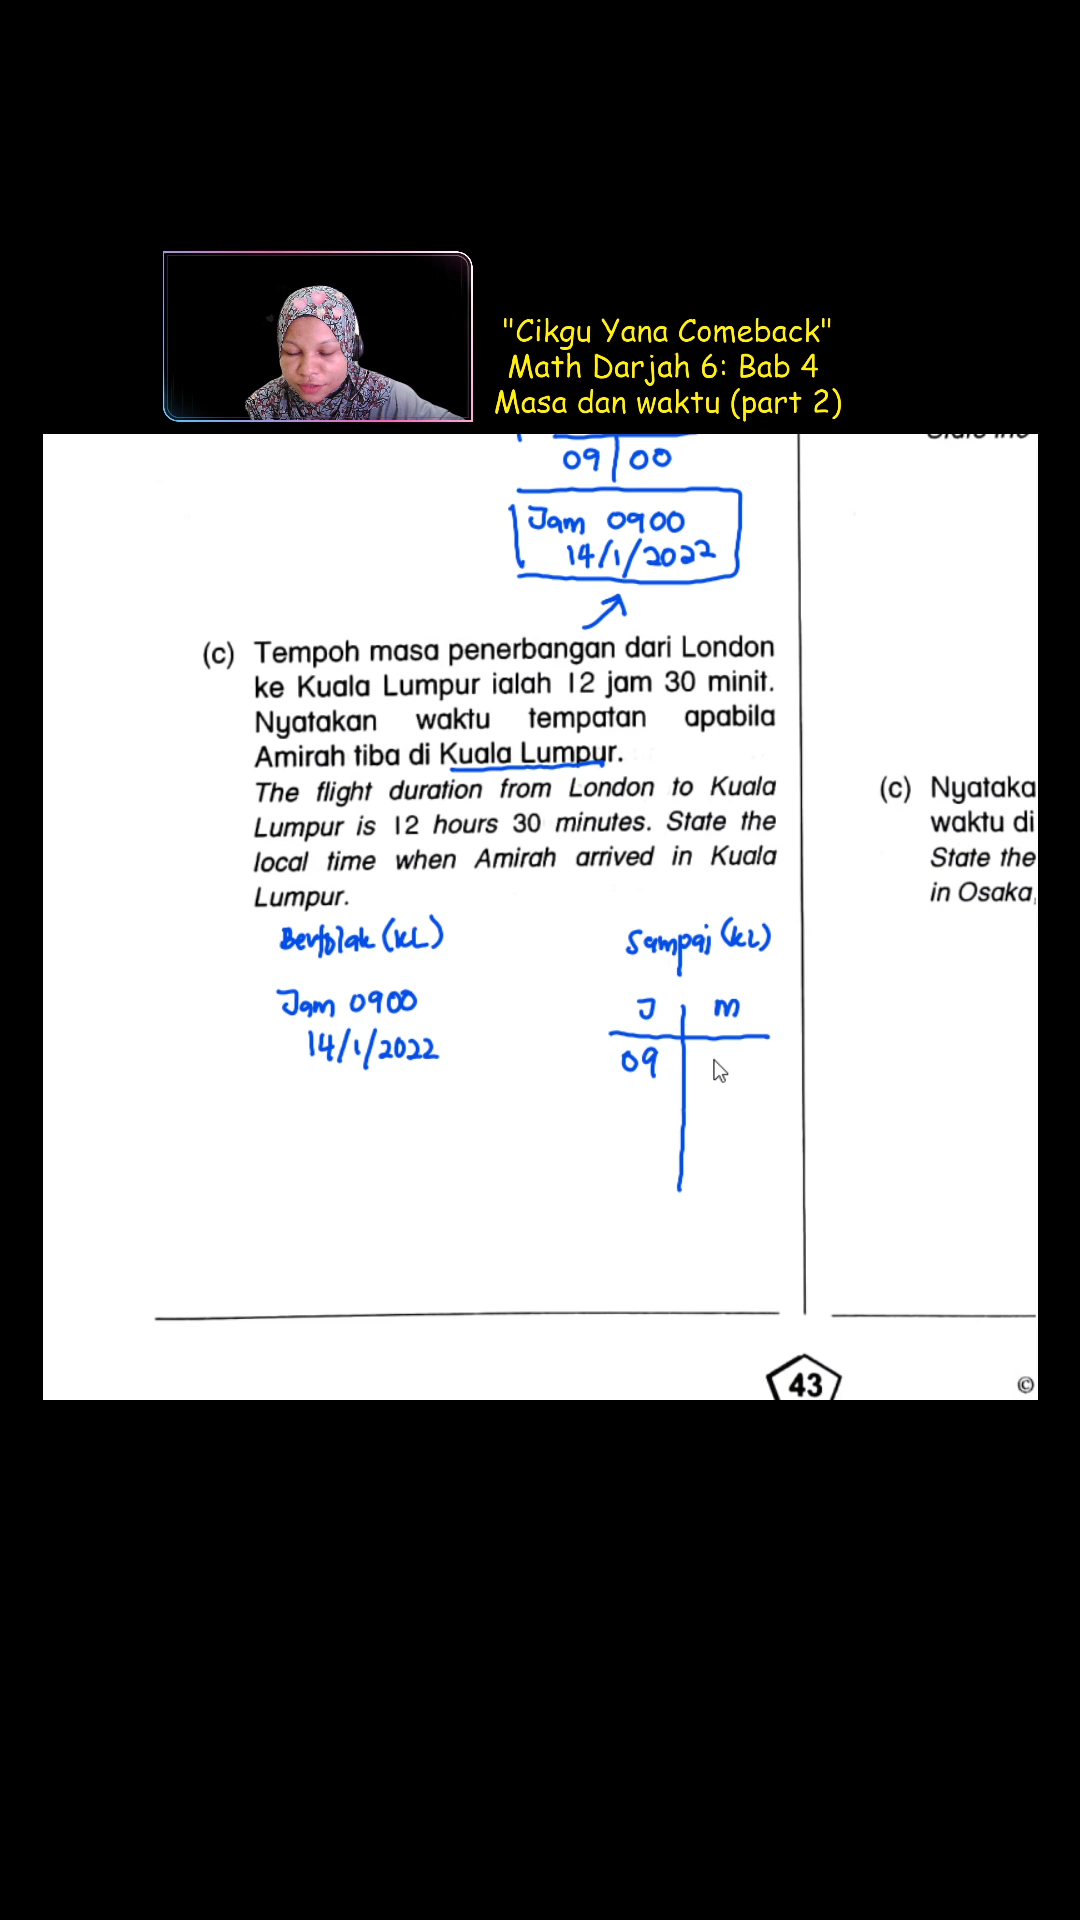 "Cikgu Yana Comeback"
Math Darjah 6: Bab 4
Masa dan waktu (part 2)
09 00
Jam 0900
14/1/2022
(c) Tempoh masa penerbangan dari London
ke Kuala Lumpur ialah 12 jam 30 minit.
Nyatakan waktu tempatan apabila
Amirah tiba di Kuala Lumpur.
The flight duration from London to Kuala
Lumpur is 12 hours 30 minutes. State the
local time when Amirah arrived in Kuala
Lumpur.
Bertolak (KL)
Jam 0900
14/1/2022
Sampai (KL)
J M
09
(c) Nyataka
waktu di
State the
in Osaka
43
©